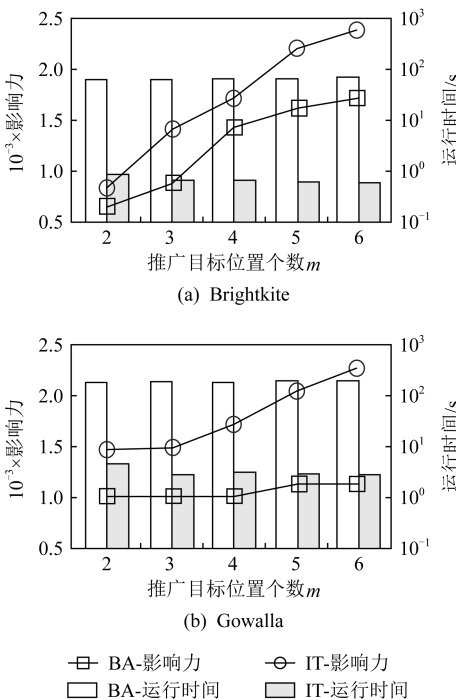 2.5
2.0
1.5
1.0
0.5
10⁻³×影响力
10³
10²
10¹
10⁰
10⁻¹
运行时间/s
2 3 4 5 6
推广目标位置个数m
(a) Brightkite
2.5
2.0
1.5
1.0
0.5
10⁻³×影响力
10³
10²
10¹
10⁰
10⁻¹
运行时间/s
2 3 4 5 6
推广目标位置个数m
(b) Gowalla
BA-影响力 IT-影响力
BA-运行时间 IT-运行时间